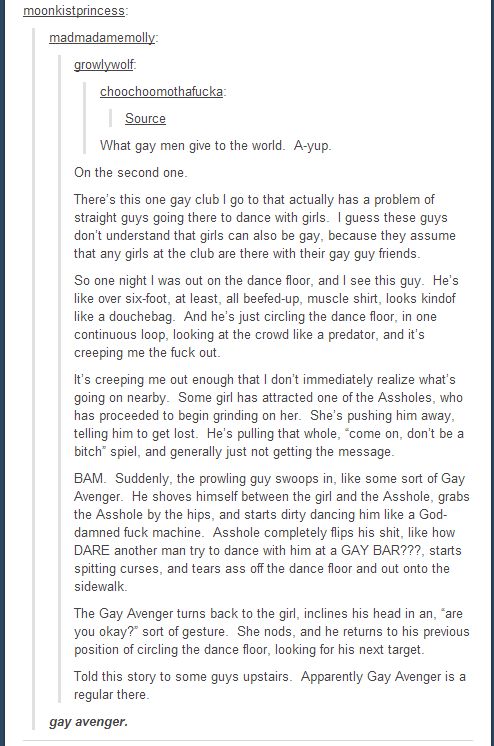 moonkistprincess:
madmadamemolly:
growlywolf:
choochoomothafucka:
Source
What gay men give to the world.  A-yup.
On the second one.
There's this one gay club I go to that actually has a problem of
straight guys going there to dance with girls.  I guess these guys
don't understand that girls can also be gay, because they assume
that any girls at the club are there with their gay guy friends.
So one night I was out on the dance floor, and I see this guy.  He's
like over six-foot, at least, all beefed-up, muscle shirt, looks kindof
like a douchebag.  And he's just circling the dance floor, in one
continuous loop, looking at the crowd like a predator, and it's
creeping me the fuck out.
It's creeping me out enough that I don't immediately realize what's
going on nearby.  Some girl has attracted one of the Assholes, who
has proceeded to begin grinding on her.  She's pushing him away,
telling him to get lost.  He's pulling that whole, "come on, don't be a
bitch" spiel, and generally just not getting the message.
BAM.  Suddenly, the prowling guy swoops in, like some sort of Gay
Avenger.  He shoves himself between the girl and the Asshole, grabs
the Asshole by the hips, and starts dirty dancing him like a God-
damned fuck machine.  Asshole completely flips his shit, like how
DARE another man try to dance with him at a GAY BAR???, starts
spitting curses, and tears ass off the dance floor and out onto the
sidewalk.
The Gay Avenger turns back to the girl, inclines his head in an, "are
you okay?" sort of gesture.  She nods, and he returns to his previous
position of circling the dance floor, looking for his next target.
Told this story to some guys upstairs.  Apparently Gay Avenger is a
regular there.
gay avenger.